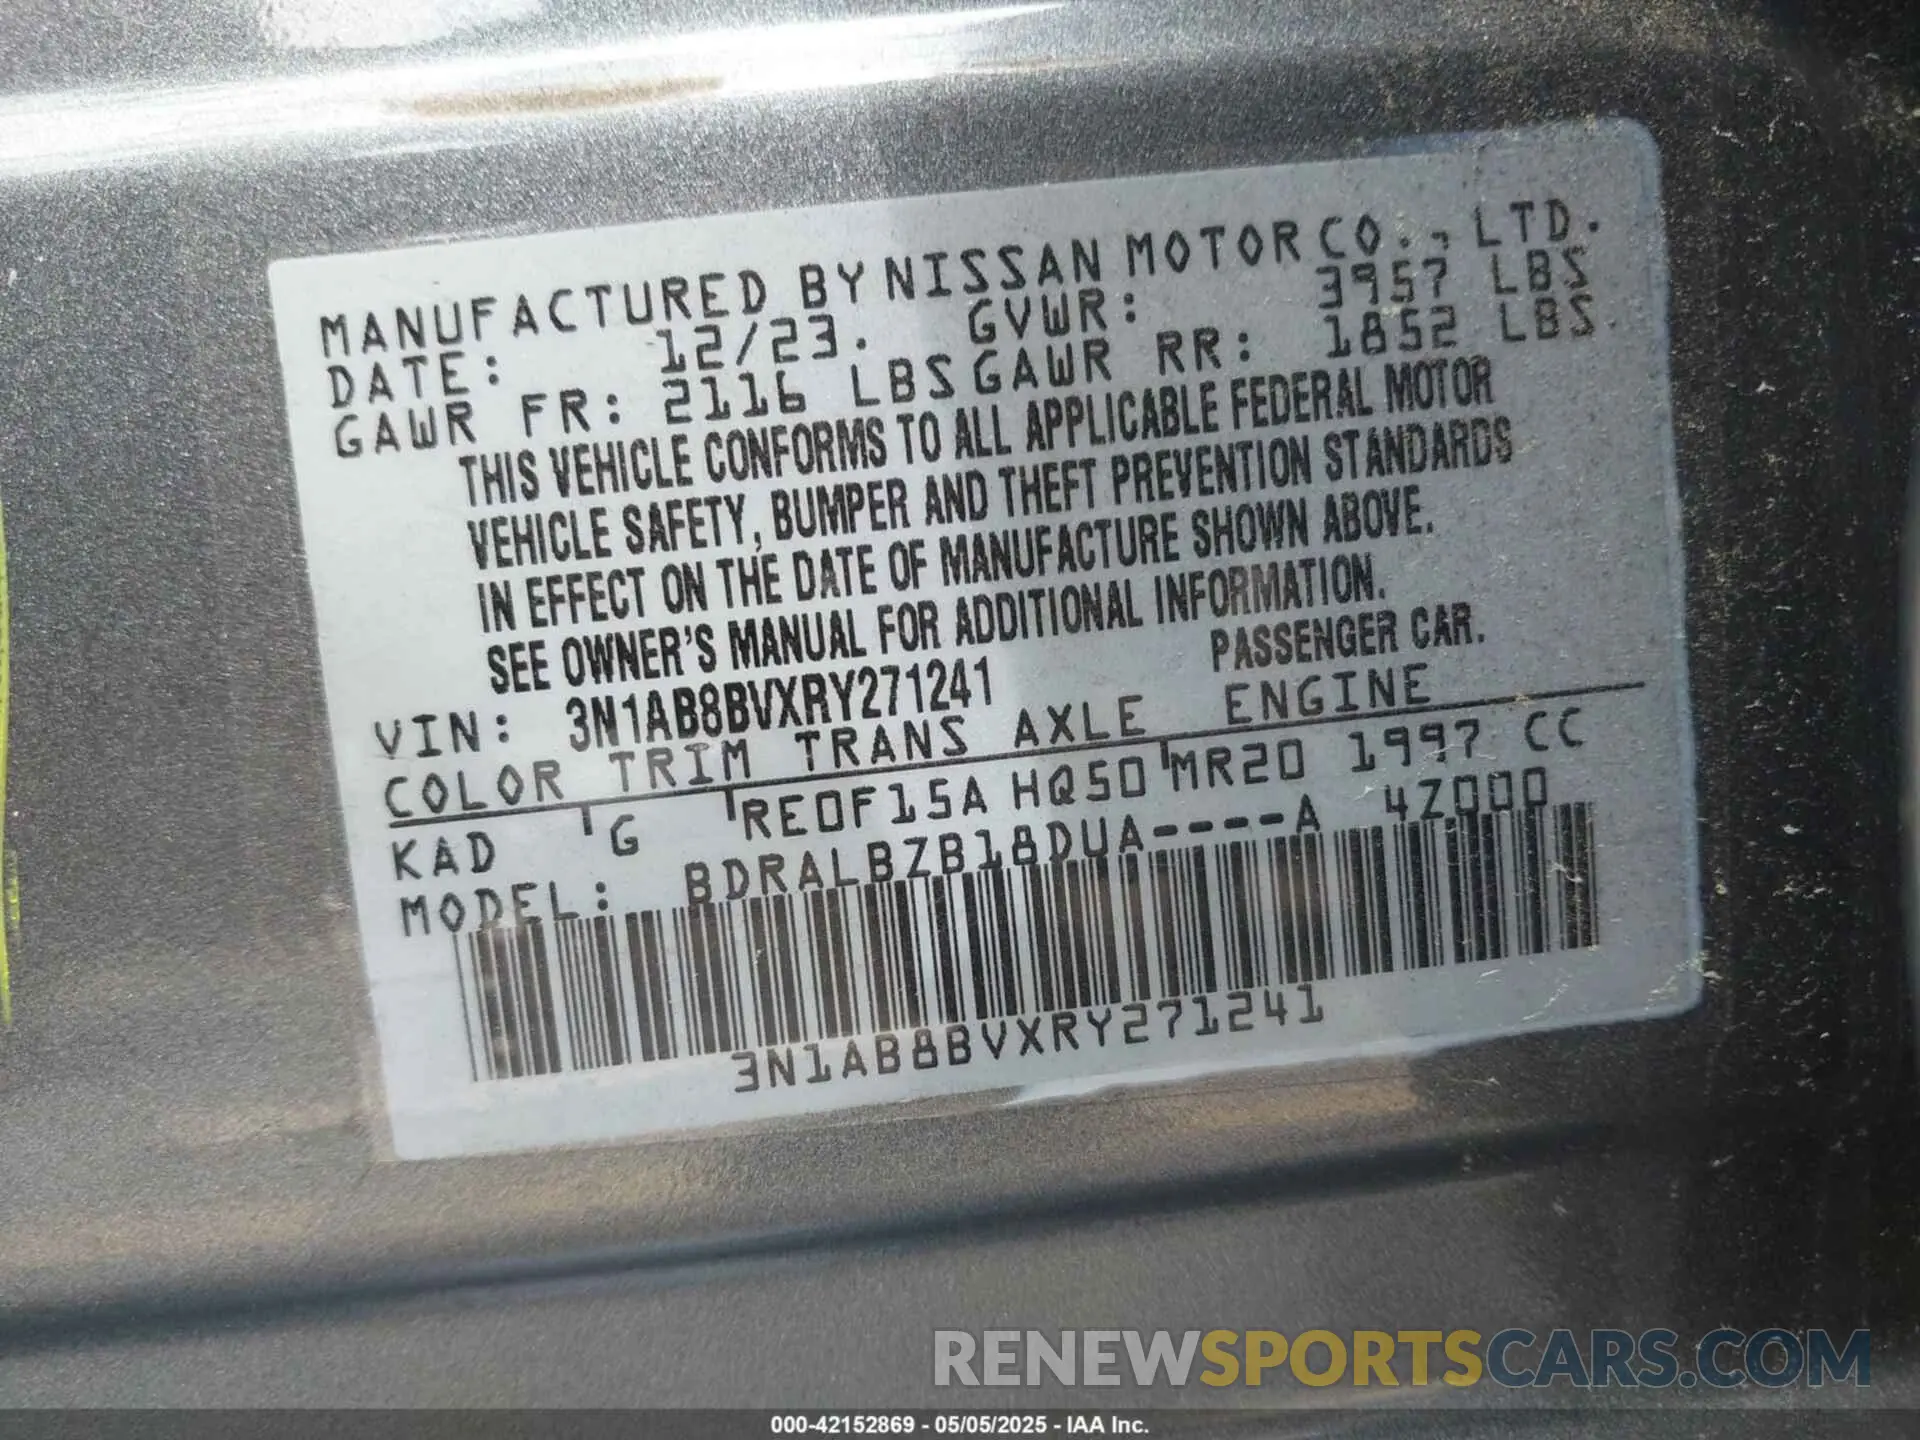 MANUFACTURED BY NISSAN MOTOR CO., LTD.
DATE: 12/23. GVWR: 3957 LBS
GAWR FR: 2116 LBS GAWR RR: 1852 LBS.
THIS VEHICLE CONFORMS TO ALL APPLICABLE FEDERAL MOTOR
VEHICLE SAFETY, BUMPER AND THEFT PREVENTION STANDARDS
IN EFFECT ON THE DATE OF MANUFACTURE SHOWN ABOVE.
SEE OWNER'S MANUAL FOR ADDITIONAL INFORMATION.
VIN: 3N1AB8BVXRY271241 PASSENGER CAR.
COLOR TRIM TRANS AXLE ENGINE
KAD G RE0F15A HQ50 MR20 1997 CC
MODEL: BDRALBZB18DUA----A 4Z000
3N1AB8BVXRY271241
RENEWSPORTSCARS.COM
000-42152869 - 05/05/2025 - IAA Inc.